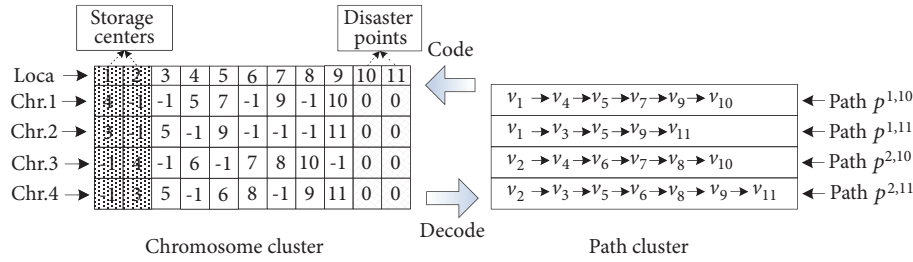 Storage centers
Disaster points
Code
Loca 1 2 3 4 5 6 7 8 9 10 11
Chr.1 4 -1 -1 5 7 -1 9 -1 10 0 0
Chr.2 3 -1 5 -1 9 -1 -1 -1 11 0 0
Chr.3 -1 4 -1 6 -1 7 8 10 -1 0 0
Chr.4 -1 3 5 -1 6 8 -1 9 11 0 0
v1 → v4 → v5 → v7 → v9 → v10 ← Path p^1,10
v1 → v3 → v5 → v9 → v11 ← Path p^1,11
v2 → v4 → v6 → v7 → v8 → v10 ← Path p^2,10
v2 → v3 → v5 → v6 → v8 → v9 → v11 ← Path p^2,11
Decode
Chromosome cluster
Path cluster